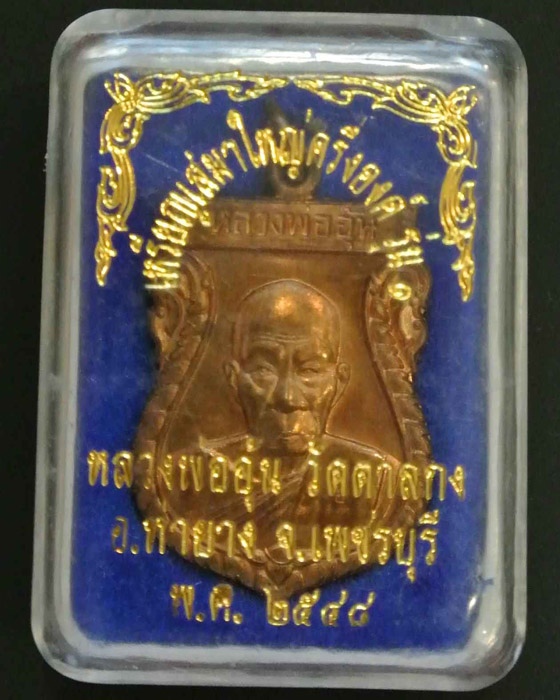 เหรียญเสมาใหญ่ครึ่งองค์ รุ่น ๑
หลวงพ่ออุ้น
หลวงพ่ออุ้น วัดตาลกง
อ.ท่ายาง จ.เพชรบุรี
พ.ศ. ๒๕๔๘